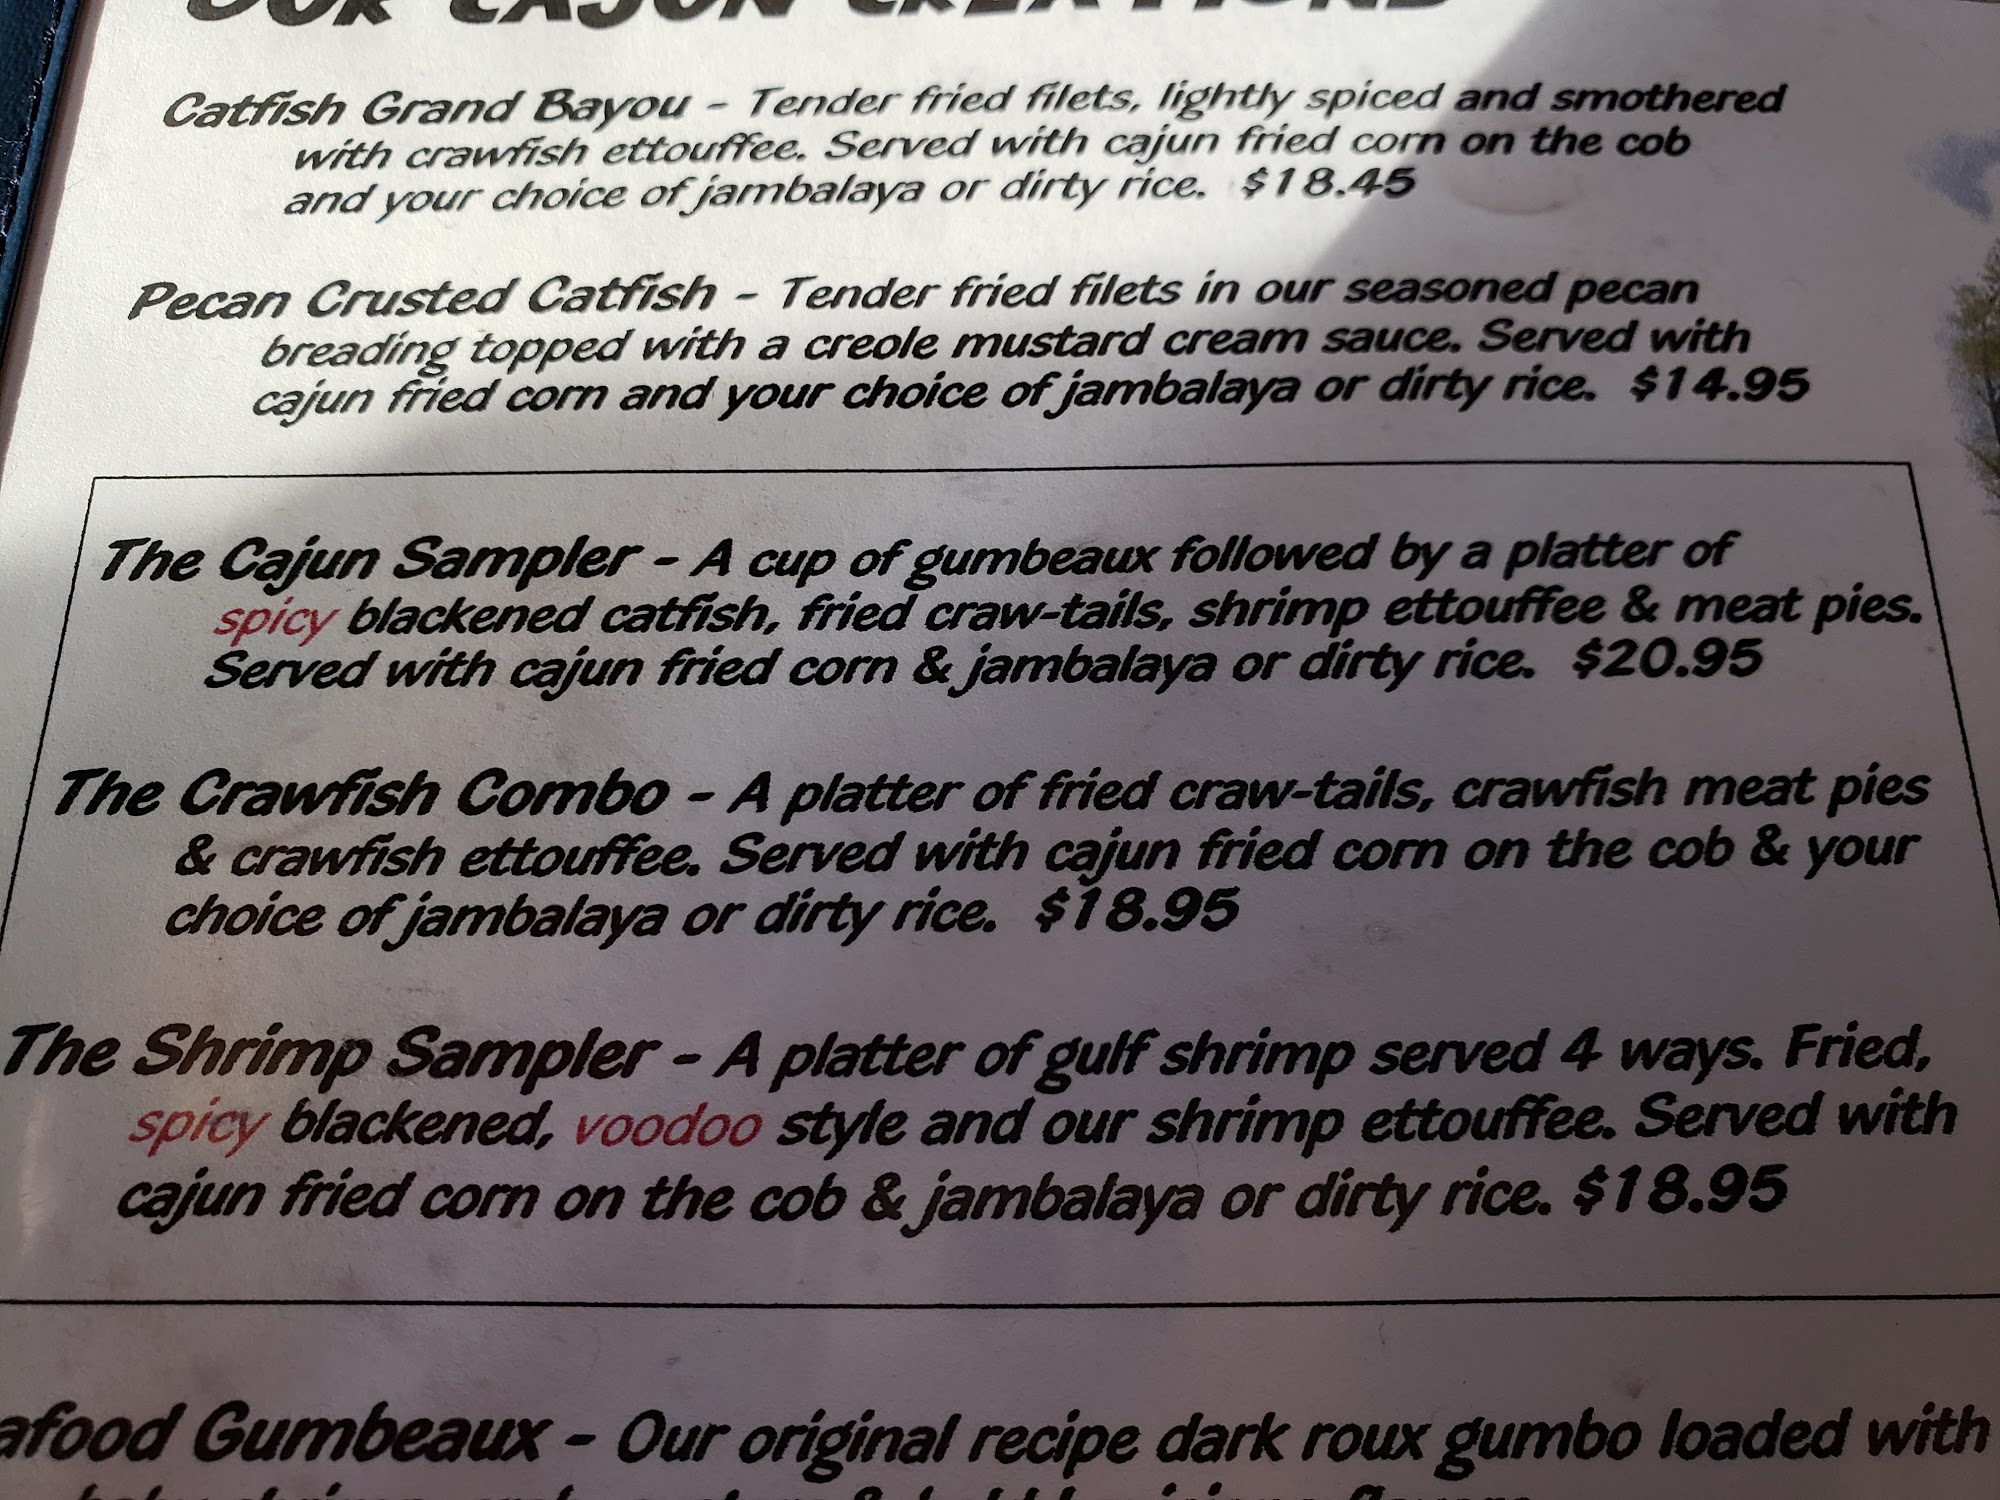 OUR CAJUN CREATIONS
Catfish Grand Bayou - Tender fried filets, lightly spiced and smothered
with crawfish ettouffee. Served with cajun fried corn on the cob
and your choice of jambalaya or dirty rice. $18.45
Pecan Crusted Catfish - Tender fried filets in our seasoned pecan
breading topped with a creole mustard cream sauce. Served with
cajun fried corn and your choice of jambalaya or dirty rice. $14.95
The Cajun Sampler - A cup of gumbeaux followed by a platter of
spicy blackened catfish, fried craw-tails, shrimp ettouffee & meat pies.
Served with cajun fried corn & jambalaya or dirty rice. $20.95
The Crawfish Combo - A platter of fried craw-tails, crawfish meat pies
& crawfish ettouffee. Served with cajun fried corn on the cob & your
choice of jambalaya or dirty rice. $18.95
The Shrimp Sampler - A platter of gulf shrimp served 4 ways. Fried,
spicy blackened, voodoo style and our shrimp ettouffee. Served with
cajun fried corn on the cob & jambalaya or dirty rice. $18.95
afood Gumbeaux - Our original recipe dark roux gumbo loaded with